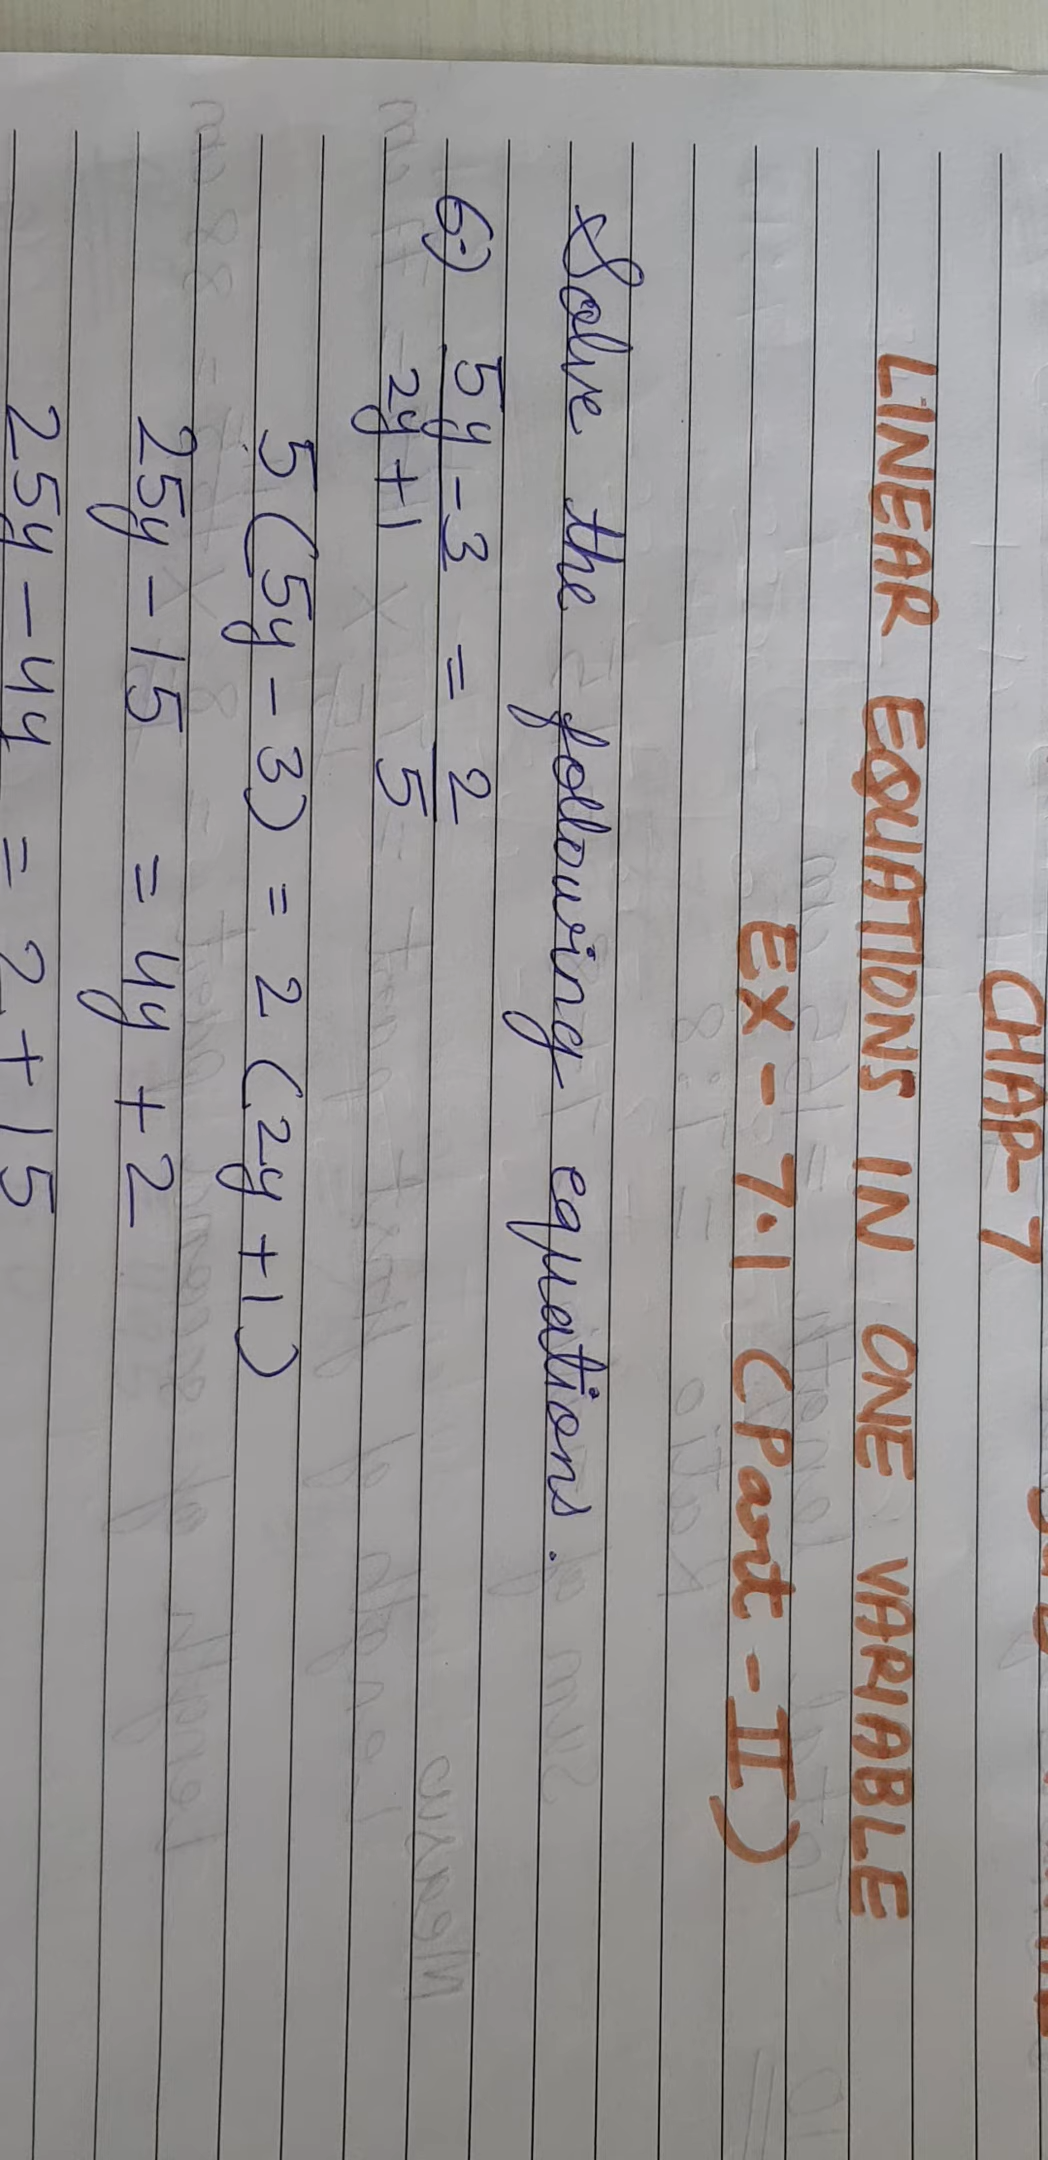 CHAP-7
LINEAR EQUATIONS IN ONE VARIABLE
EX - 7.1 (Part - II)
Solve the following equations.
6.) 5y - 3 / 2y + 1 = 2 / 5
5 (5y - 3) = 2 (2y + 1)
25y - 15 = 4y + 2
25y - 4y = 2 + 15